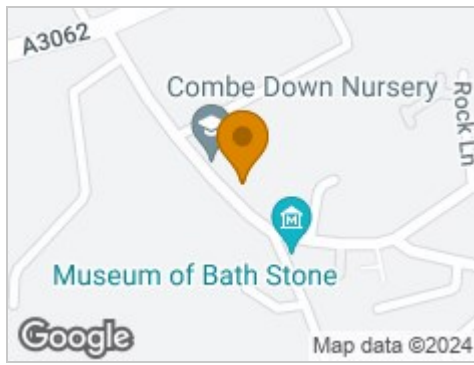 A3062
Combe Down Nursery
Rock Ln
Museum of Bath Stone
Google
Map data ©2024